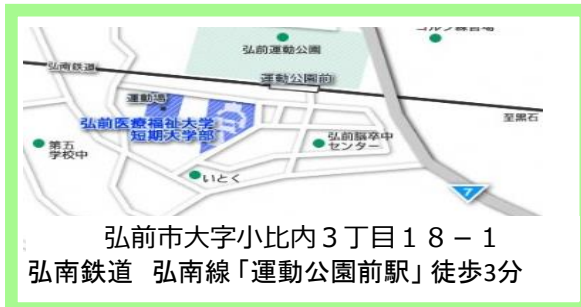 弘前運動公園
弘南鉄道
運動公園前
運動場
至黒石
弘前医療福祉大学
短期大学部
弘前脳卒中
センター
第五
学校中
いとく
7
弘前市大字小比内３丁目１８－１
弘南鉄道　弘南線「運動公園前駅」徒歩3分